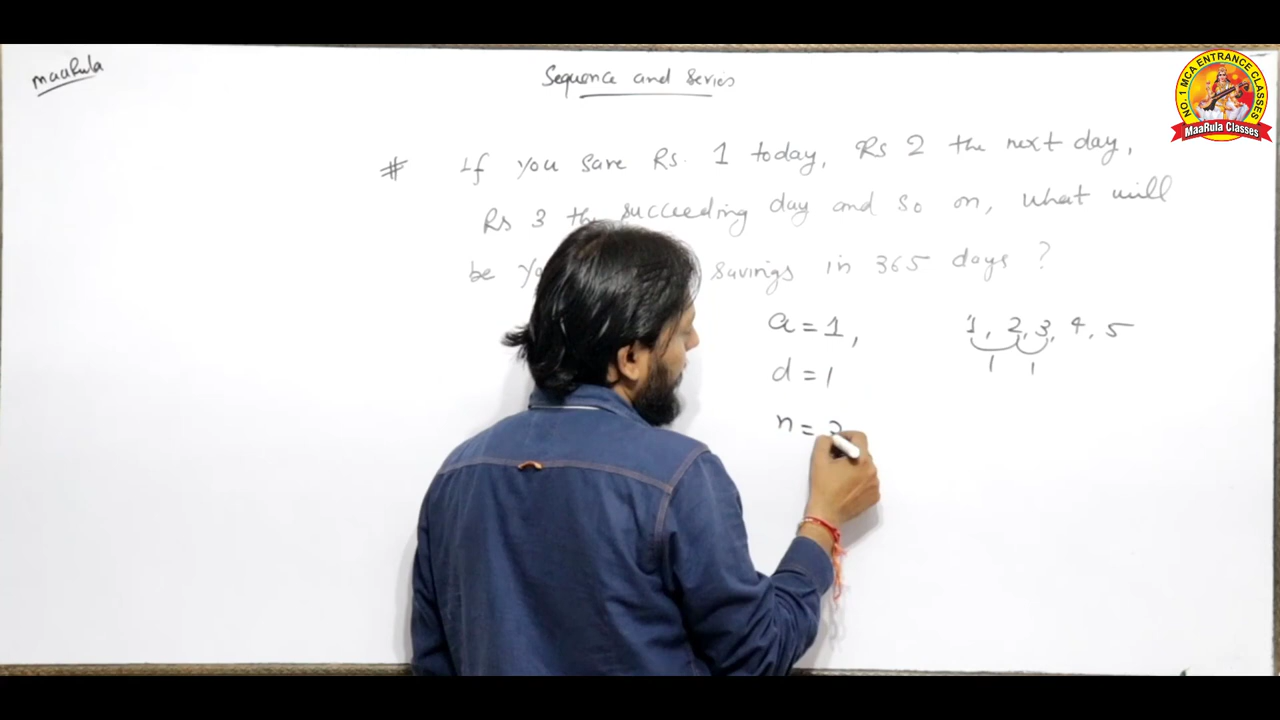 maaRula
Sequence and series
NO. 1 MCA ENTRANCE CLASSES
MaaRula Classes
# If you save Rs. 1 today, Rs 2 the next day,
Rs 3 the succeeding day and so on, what will
be savings in 365 days ?
a = 1, 1, 2, 3, 4, 5
d = 1 1 1
n = 3